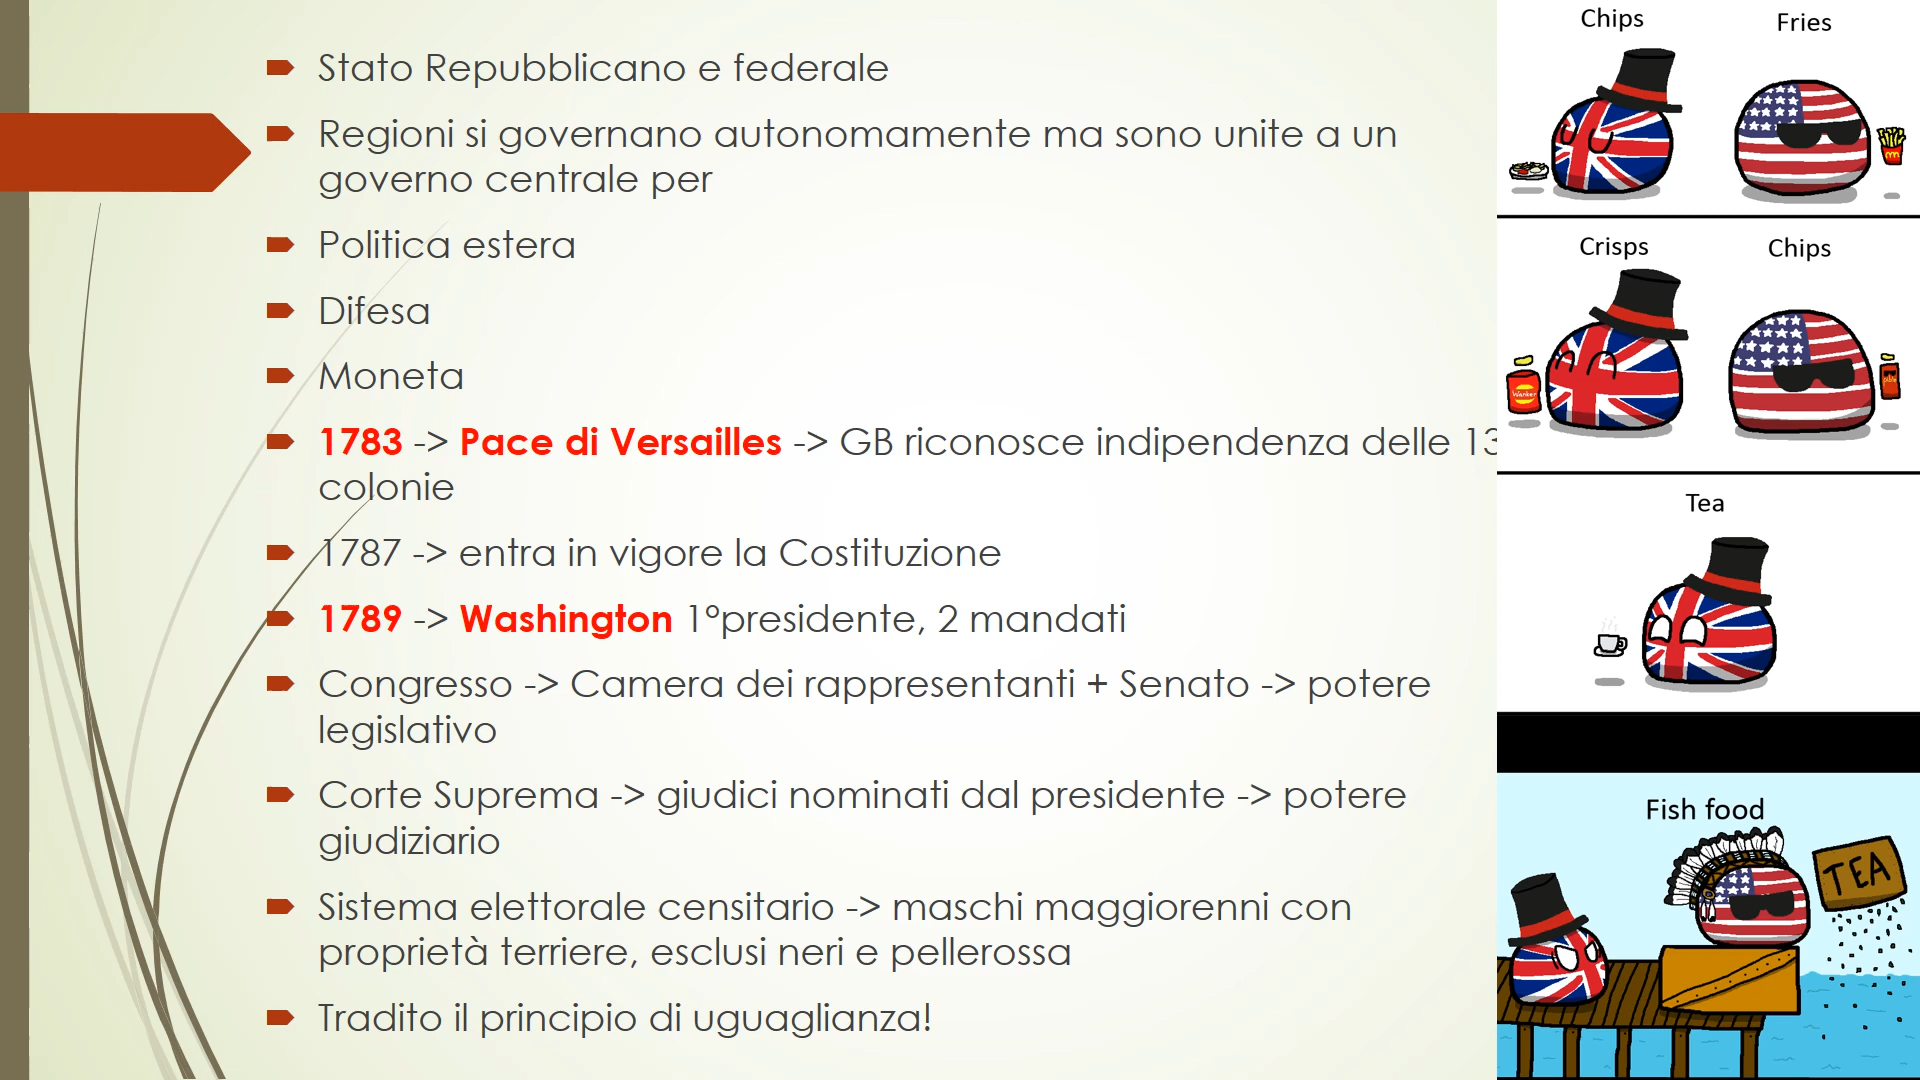 Stato Repubblicano e federale
Regioni si governano autonomamente ma sono unite a un
governo centrale per
Politica estera
Difesa
Moneta
1783 -> Pace di Versailles -> GB riconosce indipendenza delle 13
colonie
1787 -> entra in vigore la Costituzione
1789 -> Washington 1°presidente, 2 mandati
Congresso -> Camera dei rappresentanti + Senato -> potere
legislativo
Corte Suprema -> giudici nominati dal presidente -> potere
giudiziario
Sistema elettorale censitario -> maschi maggiorenni con
proprietà terriere, esclusi neri e pellerossa
Tradito il principio di uguaglianza!
Chips
Fries
Crisps
Chips
Tea
Fish food
TEA